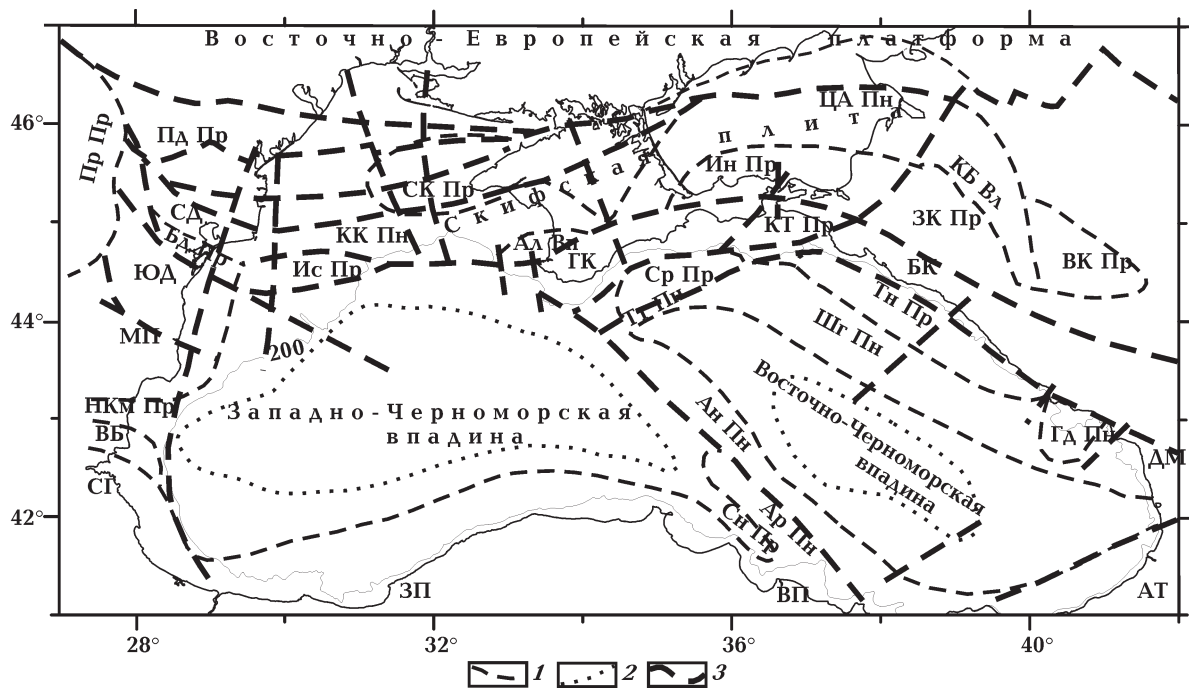 Восточно-Европейская платформа
ЦА Пн
46°
Пр Пр
Пд Пр
плита
Ин Пр
КБ Вл
СК Пр
Скифская
СД
ЗК Пр
КТ Пр
КК Пн
Ал Вп
ГК
ЮД
Ис Пр
Ср Пр
БК
ВК Пр
Тн Пр
44°
МП
Шг Пн
200
НКм Пр
Западно-Черноморская
впадина
Восточно-Черноморская
впадина
Ан Пн
ВБ
Гд Пн
ДМ
СГ
42°
Сн Пр
Ар Пн
ЗП
ВП
АТ
28°
32°
36°
40°
1
2
3